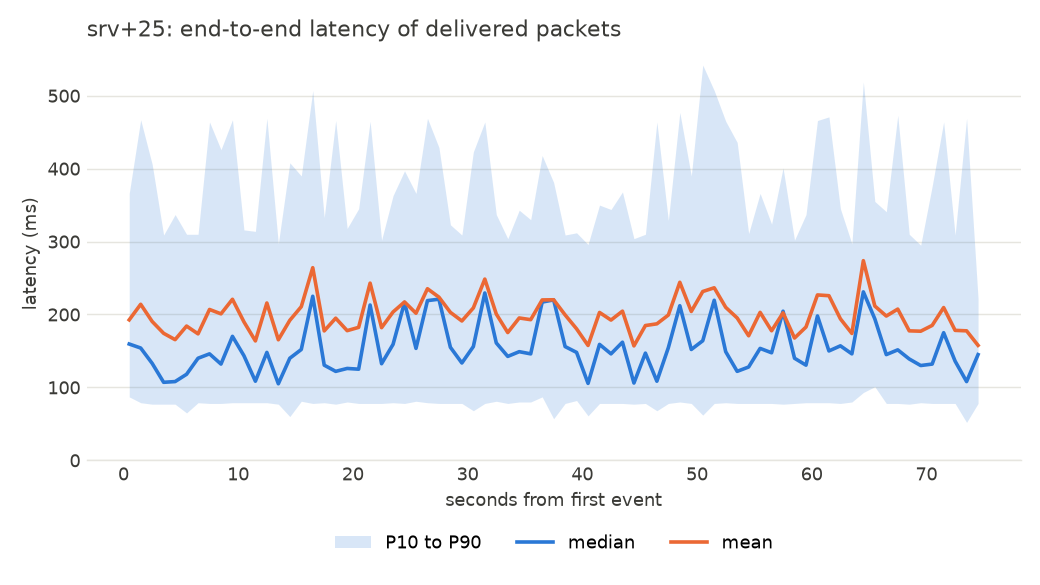 srv+25: end-to-end latency of delivered packets
latency (ms)
500
400
300
200
100
0
0 10 20 30 40 50 60 70
seconds from first event
P10 to P90 median mean